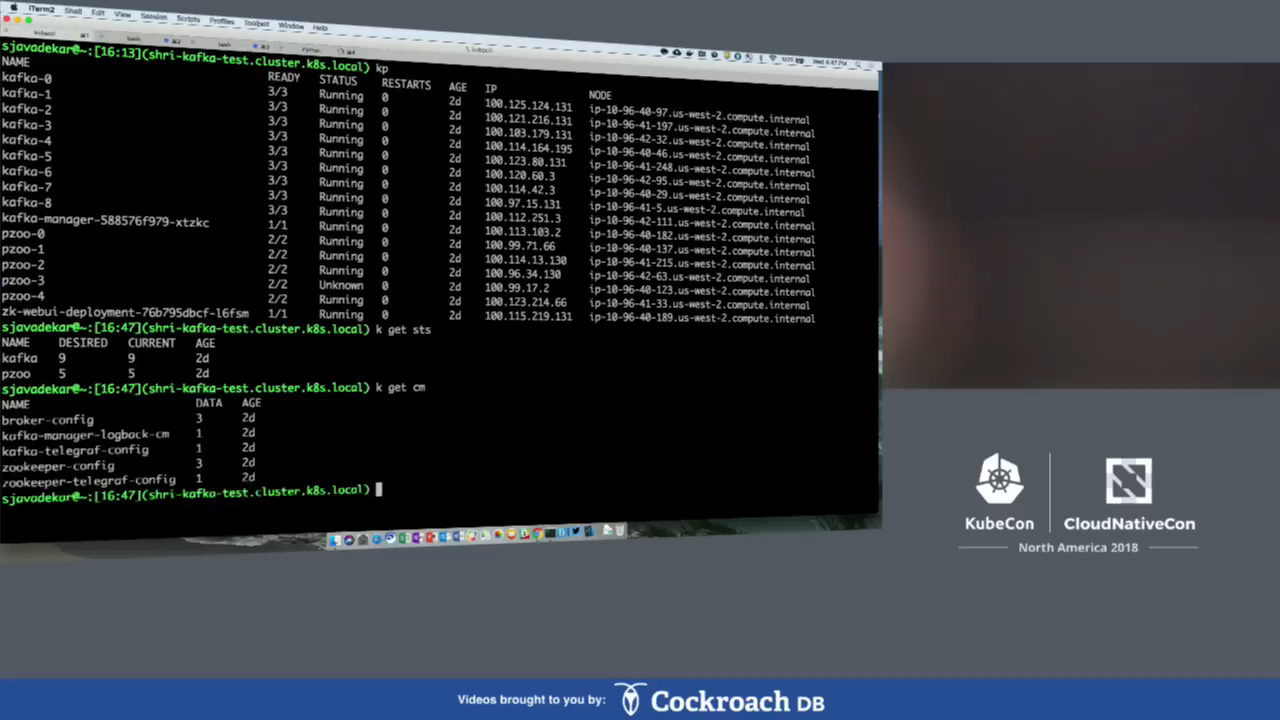 iTerm2 Shell Edit View Session Scripts Profiles Toolbelt Window Help
sjavadekar@~:[16:13](shri-kafka-test.cluster.k8s.local) kp
NAME READY STATUS RESTARTS AGE IP NODE
kafka-0 3/3 Running 0 2d 100.125.124.131 ip-10-96-40-97.us-west-2.compute.internal
kafka-1 3/3 Running 0 2d 100.121.216.131 ip-10-96-41-197.us-west-2.compute.internal
kafka-2 3/3 Running 0 2d 100.103.179.131 ip-10-96-42-32.us-west-2.compute.internal
kafka-3 3/3 Running 0 2d 100.114.164.195 ip-10-96-40-46.us-west-2.compute.internal
kafka-4 3/3 Running 0 2d 100.123.80.131 ip-10-96-41-248.us-west-2.compute.internal
kafka-5 3/3 Running 0 2d 100.120.60.3 ip-10-96-42-95.us-west-2.compute.internal
kafka-6 3/3 Running 0 2d 100.114.42.3 ip-10-96-40-29.us-west-2.compute.internal
kafka-7 3/3 Running 0 2d 100.97.15.131 ip-10-96-41-5.us-west-2.compute.internal
kafka-8 3/3 Running 0 2d 100.112.251.3 ip-10-96-42-111.us-west-2.compute.internal
kafka-manager-588576f979-xtzkc 1/1 Running 0 2d 100.113.103.2 ip-10-96-40-182.us-west-2.compute.internal
pzoo-0 2/2 Running 0 2d 100.99.71.66 ip-10-96-40-137.us-west-2.compute.internal
pzoo-1 2/2 Running 0 2d 100.114.13.130 ip-10-96-41-215.us-west-2.compute.internal
pzoo-2 2/2 Running 0 2d 100.96.34.130 ip-10-96-42-63.us-west-2.compute.internal
pzoo-3 2/2 Unknown 0 2d 100.99.17.2 ip-10-96-40-123.us-west-2.compute.internal
pzoo-4 2/2 Running 0 2d 100.123.214.66 ip-10-96-41-33.us-west-2.compute.internal
zk-webui-deployment-76b795dbcf-l6fsm 1/1 Running 0 2d 100.115.219.131 ip-10-96-40-189.us-west-2.compute.internal
sjavadekar@~:[16:47](shri-kafka-test.cluster.k8s.local) k get sts
NAME DESIRED CURRENT AGE
kafka 9 9 2d
pzoo 5 5 2d
sjavadekar@~:[16:47](shri-kafka-test.cluster.k8s.local) k get cm
NAME DATA AGE
broker-config 3 2d
kafka-manager-logback-cm 1 2d
kafka-telegraf-config 1 2d
zookeeper-config 3 2d
zookeeper-telegraf-config 1 2d
sjavadekar@~:[16:47](shri-kafka-test.cluster.k8s.local)
KubeCon CloudNativeCon
North America 2018
Videos brought to you by: Cockroach DB